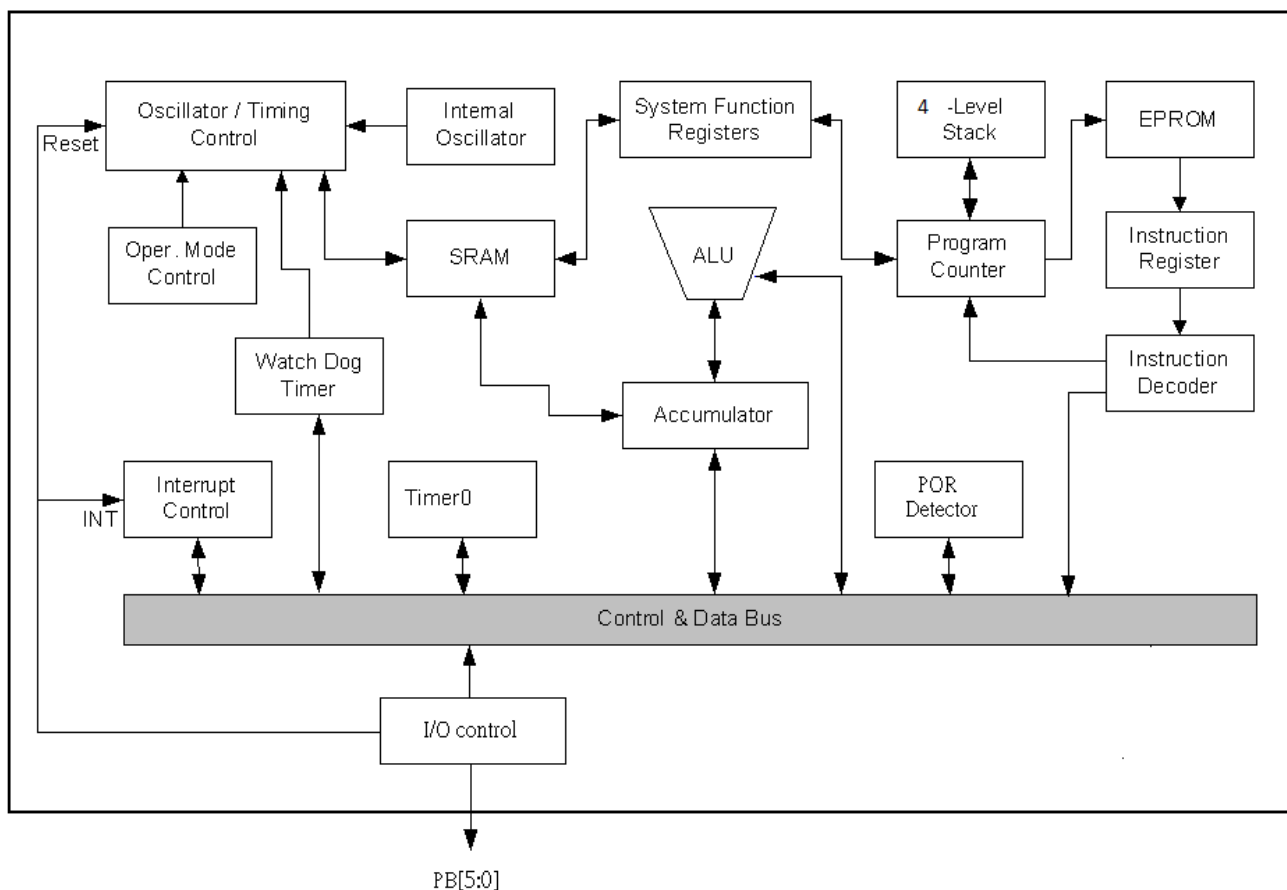 Oscillator / Timing
Control
Reset
Internal
Oscillator
System Function
Registers
4 -Level
Stack
EPROM
Oper. Mode
Control
SRAM
ALU
Program
Counter
Instruction
Register
Watch Dog
Timer
Accumulator
Instruction
Decoder
Interrupt
Control
INT
Timer0
POR
Detector
Control & Data Bus
I/O control
PB[5:0]